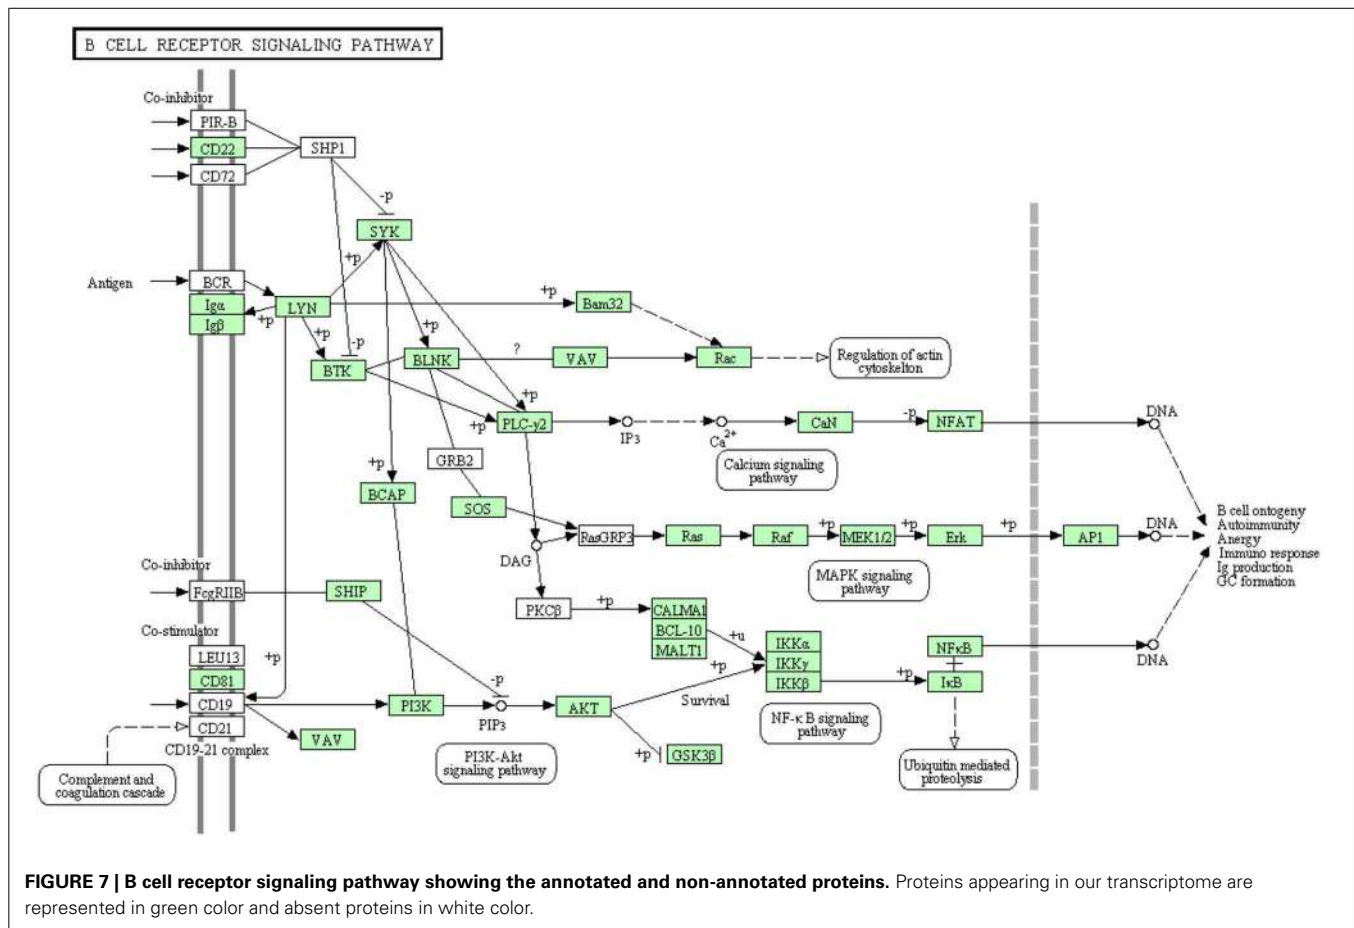 B CELL RECEPTOR SIGNALING PATHWAY
Co-inhibitor
PIR-B
CD22
SHP1
CD72
-p
SYK
+p
Antigen
BCR
Igα
LYN
+p
Bam32
Igβ
+p
+p
-p
+p
BTK
BLNK
?
VAV
Rac
Regulation of actin
cytoskelton
+p
+p
PLC-γ2
IP3
Ca2+
CaN
-p
NFAT
DNA
GRB2
Calcium signaling
pathway
+p
BCAP
SOS
RasGRP3
Ras
Raf
+p
MEK1/2
+p
Erk
+p
AP1
DNA
B cell ontogeny
Autoimmunity
Anergy
Immuno response
Ig production
GC formation
DAG
MAPK signaling
pathway
Co-inhibitor
FcgRIIB
SHIP
PKCβ
+p
CALMA1
BCL-10
MALT1
+u
IKKα
IKKγ
IKKβ
+p
NFκB
IκB
DNA
Co-stimulator
LEU13
+p
CD81
CD19
CD21
CD19-21 complex
VAV
PI3K
-p
PIP3
AKT
+p
Survival
+p
GSK3β
PI3K-Akt
signaling pathway
NF-κB signaling
pathway
Ubiquitin mediated
proteolysis
Complement and
coagulation cascade
FIGURE 7 | B cell receptor signaling pathway showing the annotated and non-annotated proteins. Proteins appearing in our transcriptome are
represented in green color and absent proteins in white color.